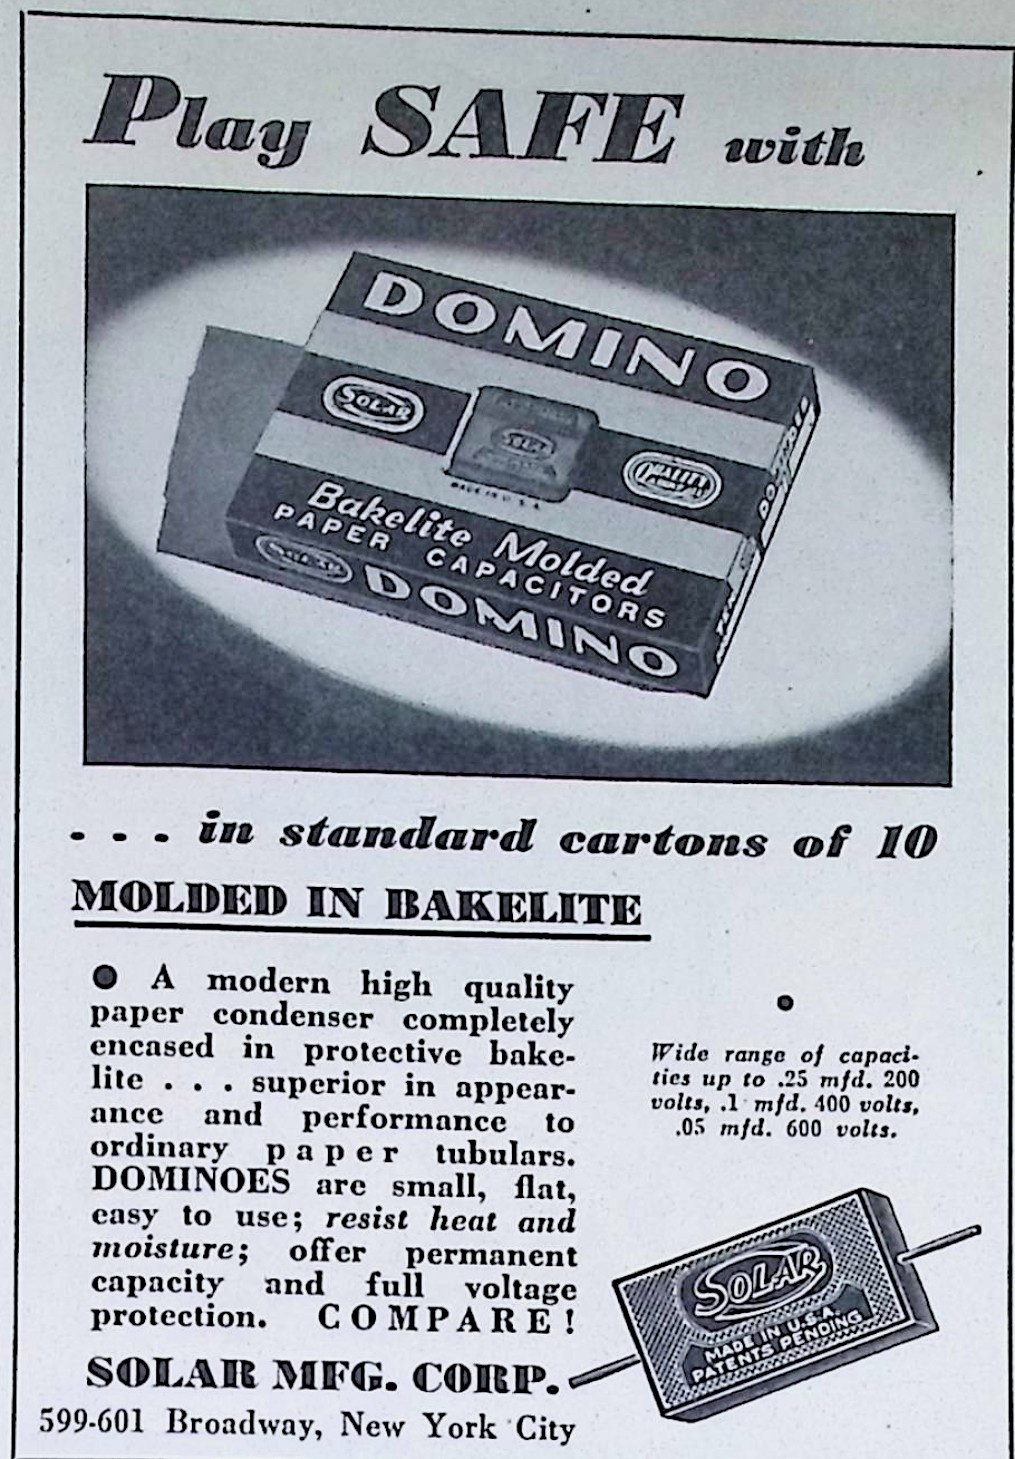 Play SAFE with
DOMINO
SOLAR
SOLAR
QUALITY
MADE IN U.S.A.
Bakelite Molded
PAPER CAPACITORS
SOLAR
DOMINO
. . . in standard cartons of 10
MOLDED IN BAKELITE
● A modern high quality
paper condenser completely
encased in protective bake-
lite . . . superior in appear-
ance and performance to
ordinary paper tubulars.
DOMINOES are small, flat,
easy to use; resist heat and
moisture; offer permanent
capacity and full voltage
protection. COMPARE!
●
Wide range of capaci-
ties up to .25 mfd. 200
volts, .1 mfd. 400 volts,
.05 mfd. 600 volts.
SOLAR
MADE IN U.S.A.
PATENTS PENDING
SOLAR MFG. CORP.
599-601 Broadway, New York City